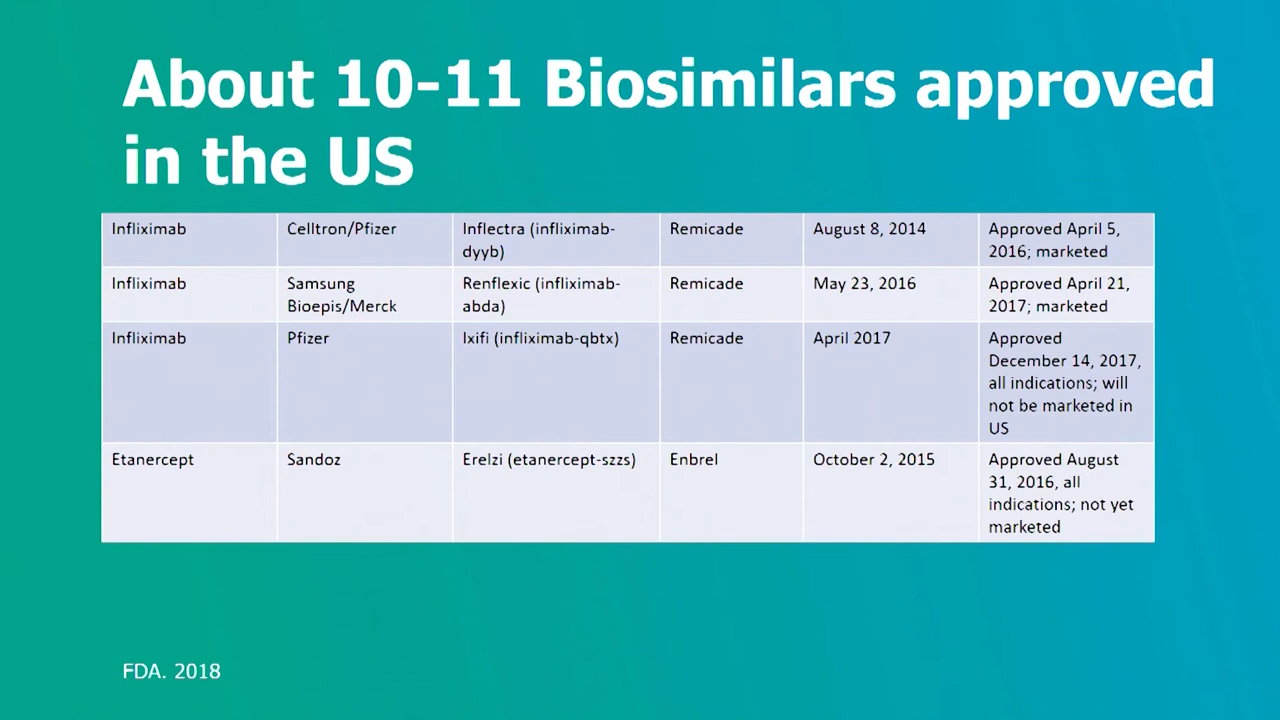 About 10-11 Biosimilars approved
in the US
Infliximab
Celltron/Pfizer
Inflectra (infliximab-
dyyb)
Remicade
August 8, 2014
Approved April 5,
2016; marketed
Infliximab
Samsung
Bioepis/Merck
Renflexic (infliximab-
abda)
Remicade
May 23, 2016
Approved April 21,
2017; marketed
Infliximab
Pfizer
Ixifi (infliximab-qbtx)
Remicade
April 2017
Approved
December 14, 2017,
all indications; will
not be marketed in
US
Etanercept
Sandoz
Erelzi (etanercept-szzs)
Enbrel
October 2, 2015
Approved August
31, 2016, all
indications; not yet
marketed
FDA. 2018